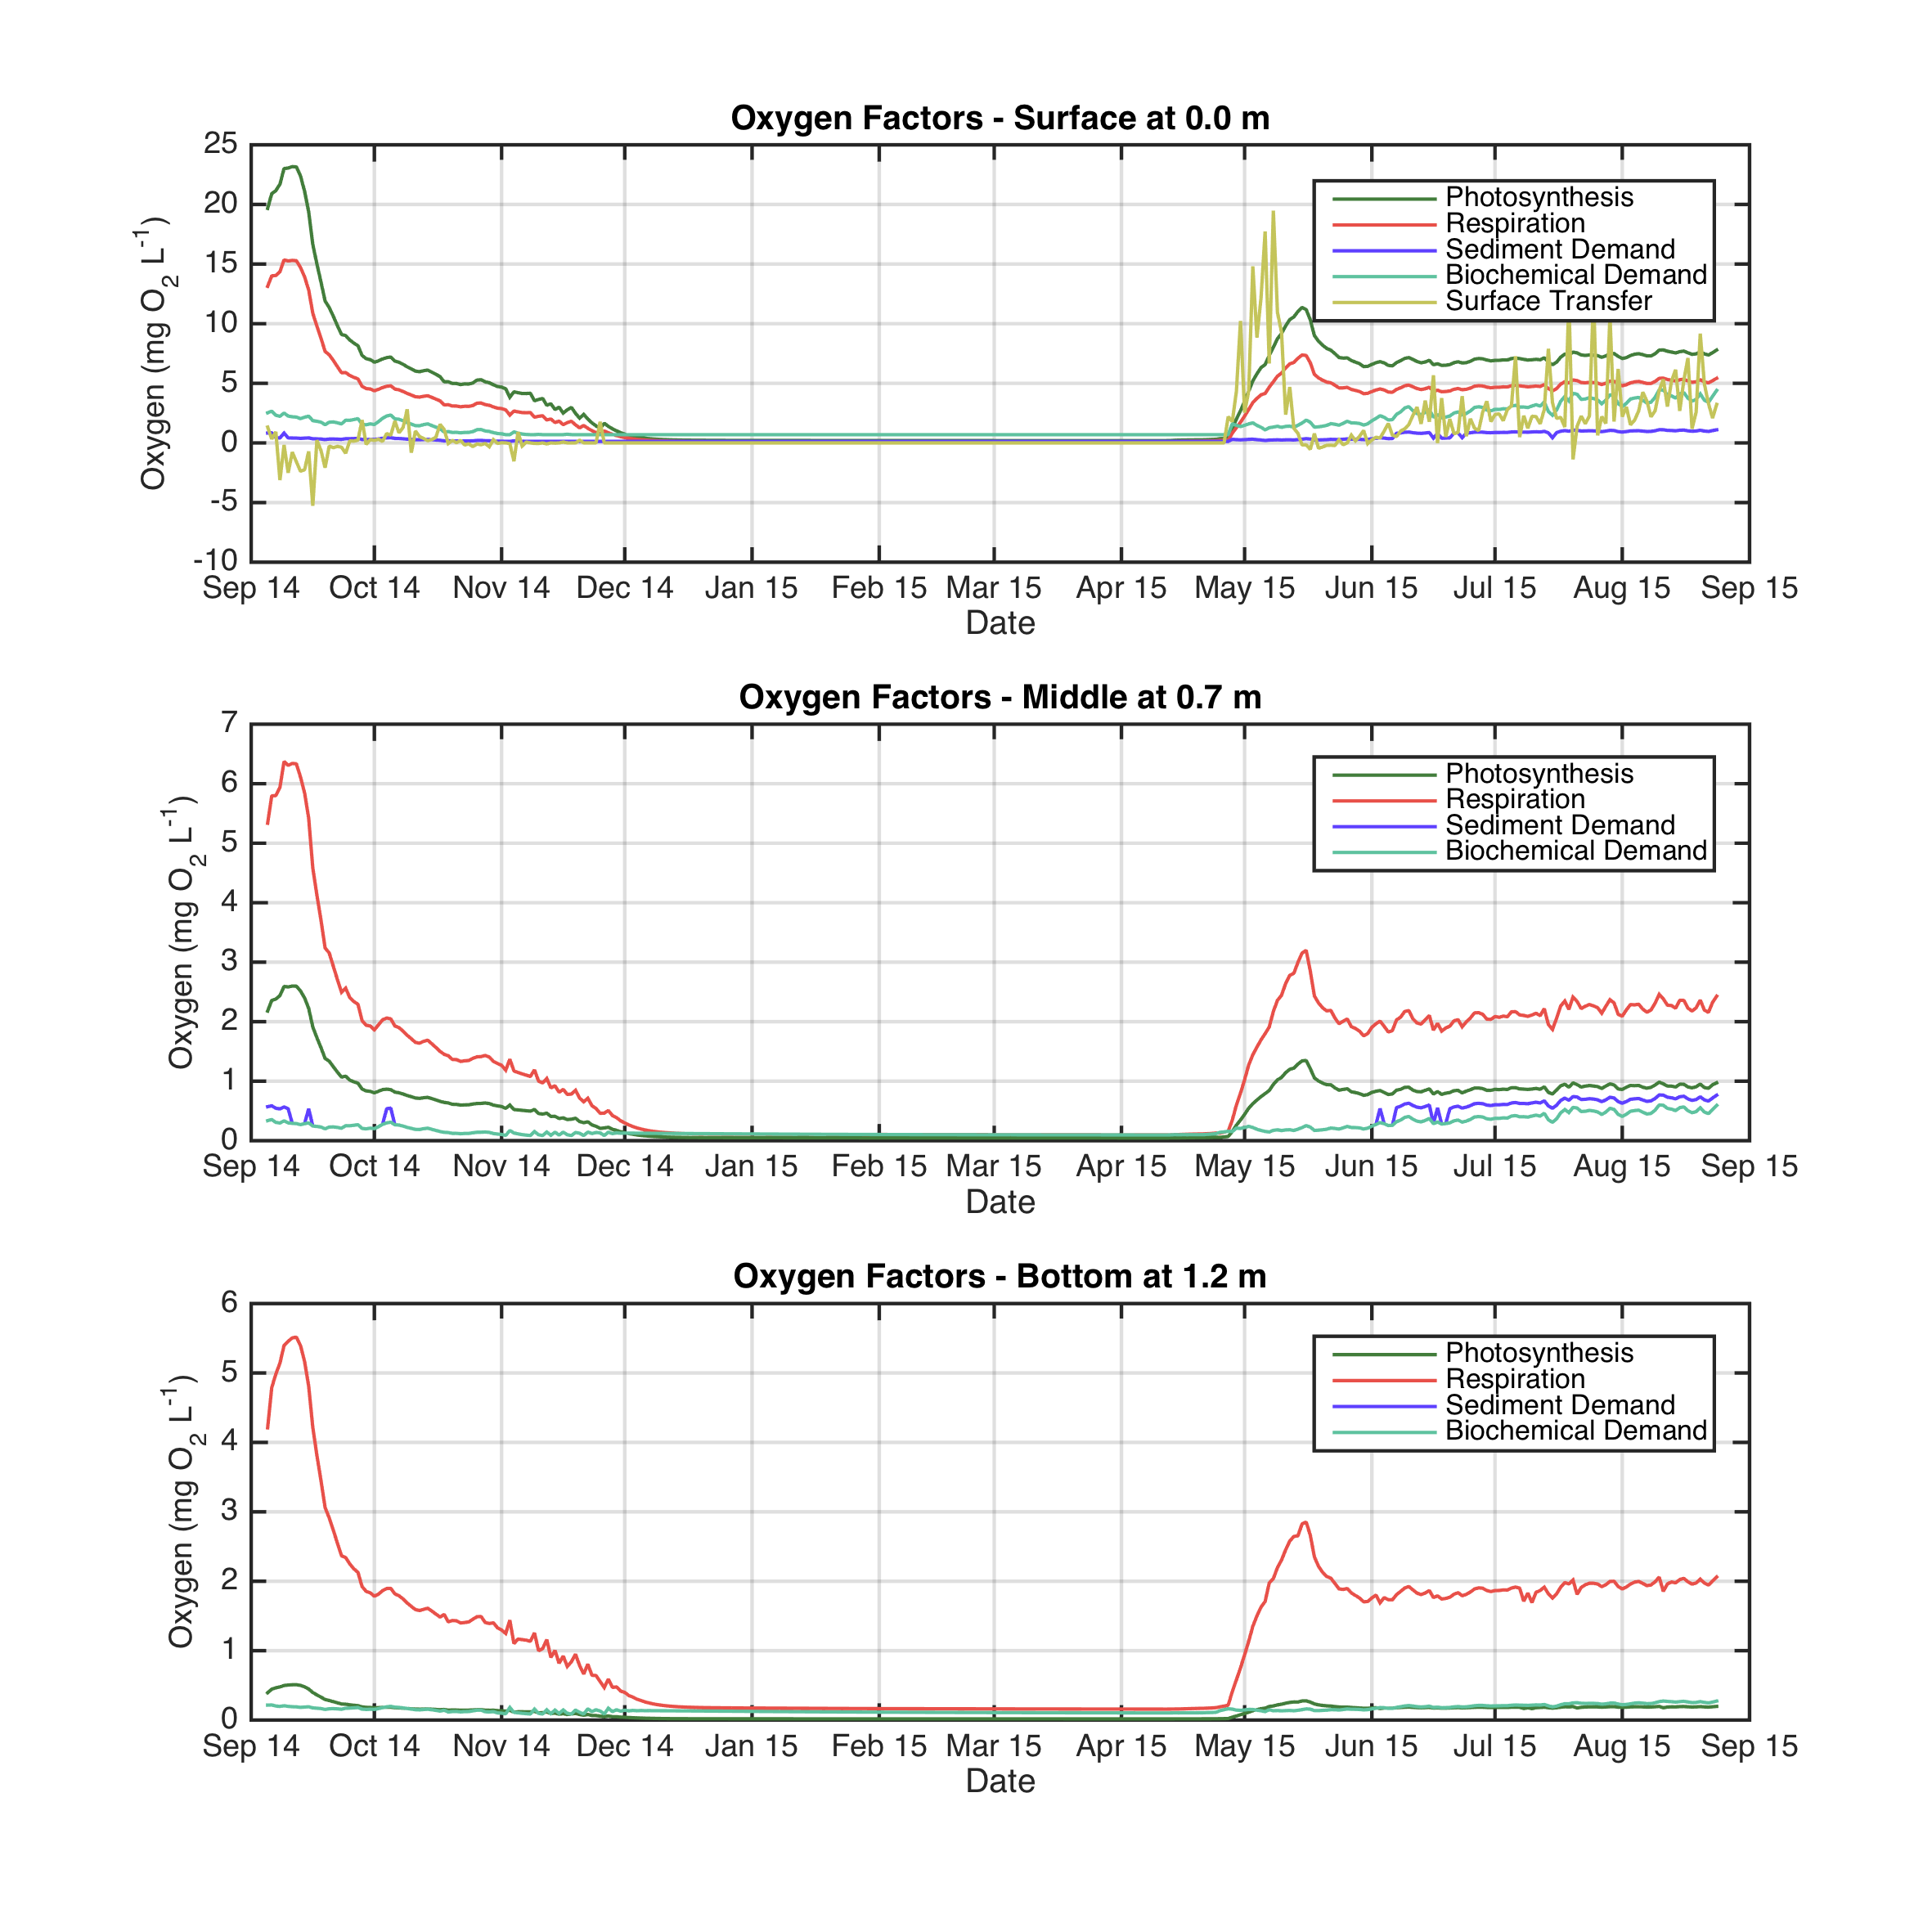 Oxygen Factors - Surface at 0.0 m
Oxygen (mg O2 L-1)
25
20
15
10
5
0
-5
-10
Photosynthesis
Respiration
Sediment Demand
Biochemical Demand
Surface Transfer
Sep 14 Oct 14 Nov 14 Dec 14 Jan 15 Feb 15 Mar 15 Apr 15 May 15 Jun 15 Jul 15 Aug 15 Sep 15
Date
Oxygen Factors - Middle at 0.7 m
Oxygen (mg O2 L-1)
7
6
5
4
3
2
1
0
Photosynthesis
Respiration
Sediment Demand
Biochemical Demand
Sep 14 Oct 14 Nov 14 Dec 14 Jan 15 Feb 15 Mar 15 Apr 15 May 15 Jun 15 Jul 15 Aug 15 Sep 15
Date
Oxygen Factors - Bottom at 1.2 m
Oxygen (mg O2 L-1)
6
5
4
3
2
1
0
Photosynthesis
Respiration
Sediment Demand
Biochemical Demand
Sep 14 Oct 14 Nov 14 Dec 14 Jan 15 Feb 15 Mar 15 Apr 15 May 15 Jun 15 Jul 15 Aug 15 Sep 15
Date